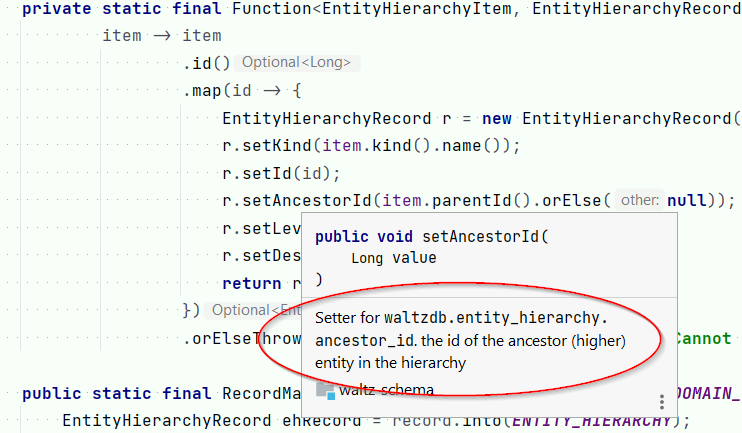 private static final Function<EntityHierarchyItem, EntityHierarchyRecord
item → item
.id() Optional<Long>
.map(id → {
EntityHierarchyRecord r = new EntityHierarchyRecord(
r.setKind(item.kind().name());
r.setId(id);
r.setAncestorId(item.parentId().orElse( other: null));
r.setLev
r.setDes
return r
}) Optional<Ent
.orElseThrow
Cannot
public void setAncestorId(
Long value
)
Setter for waltzdb.entity_hierarchy.
ancestor_id. the id of the ancestor (higher)
entity in the hierarchy
waltz-schema
public static final RecordMa
DOMAIN_
EntityHierarchyRecord ehRecord = record.into(ENTITY_HIERARCHY);